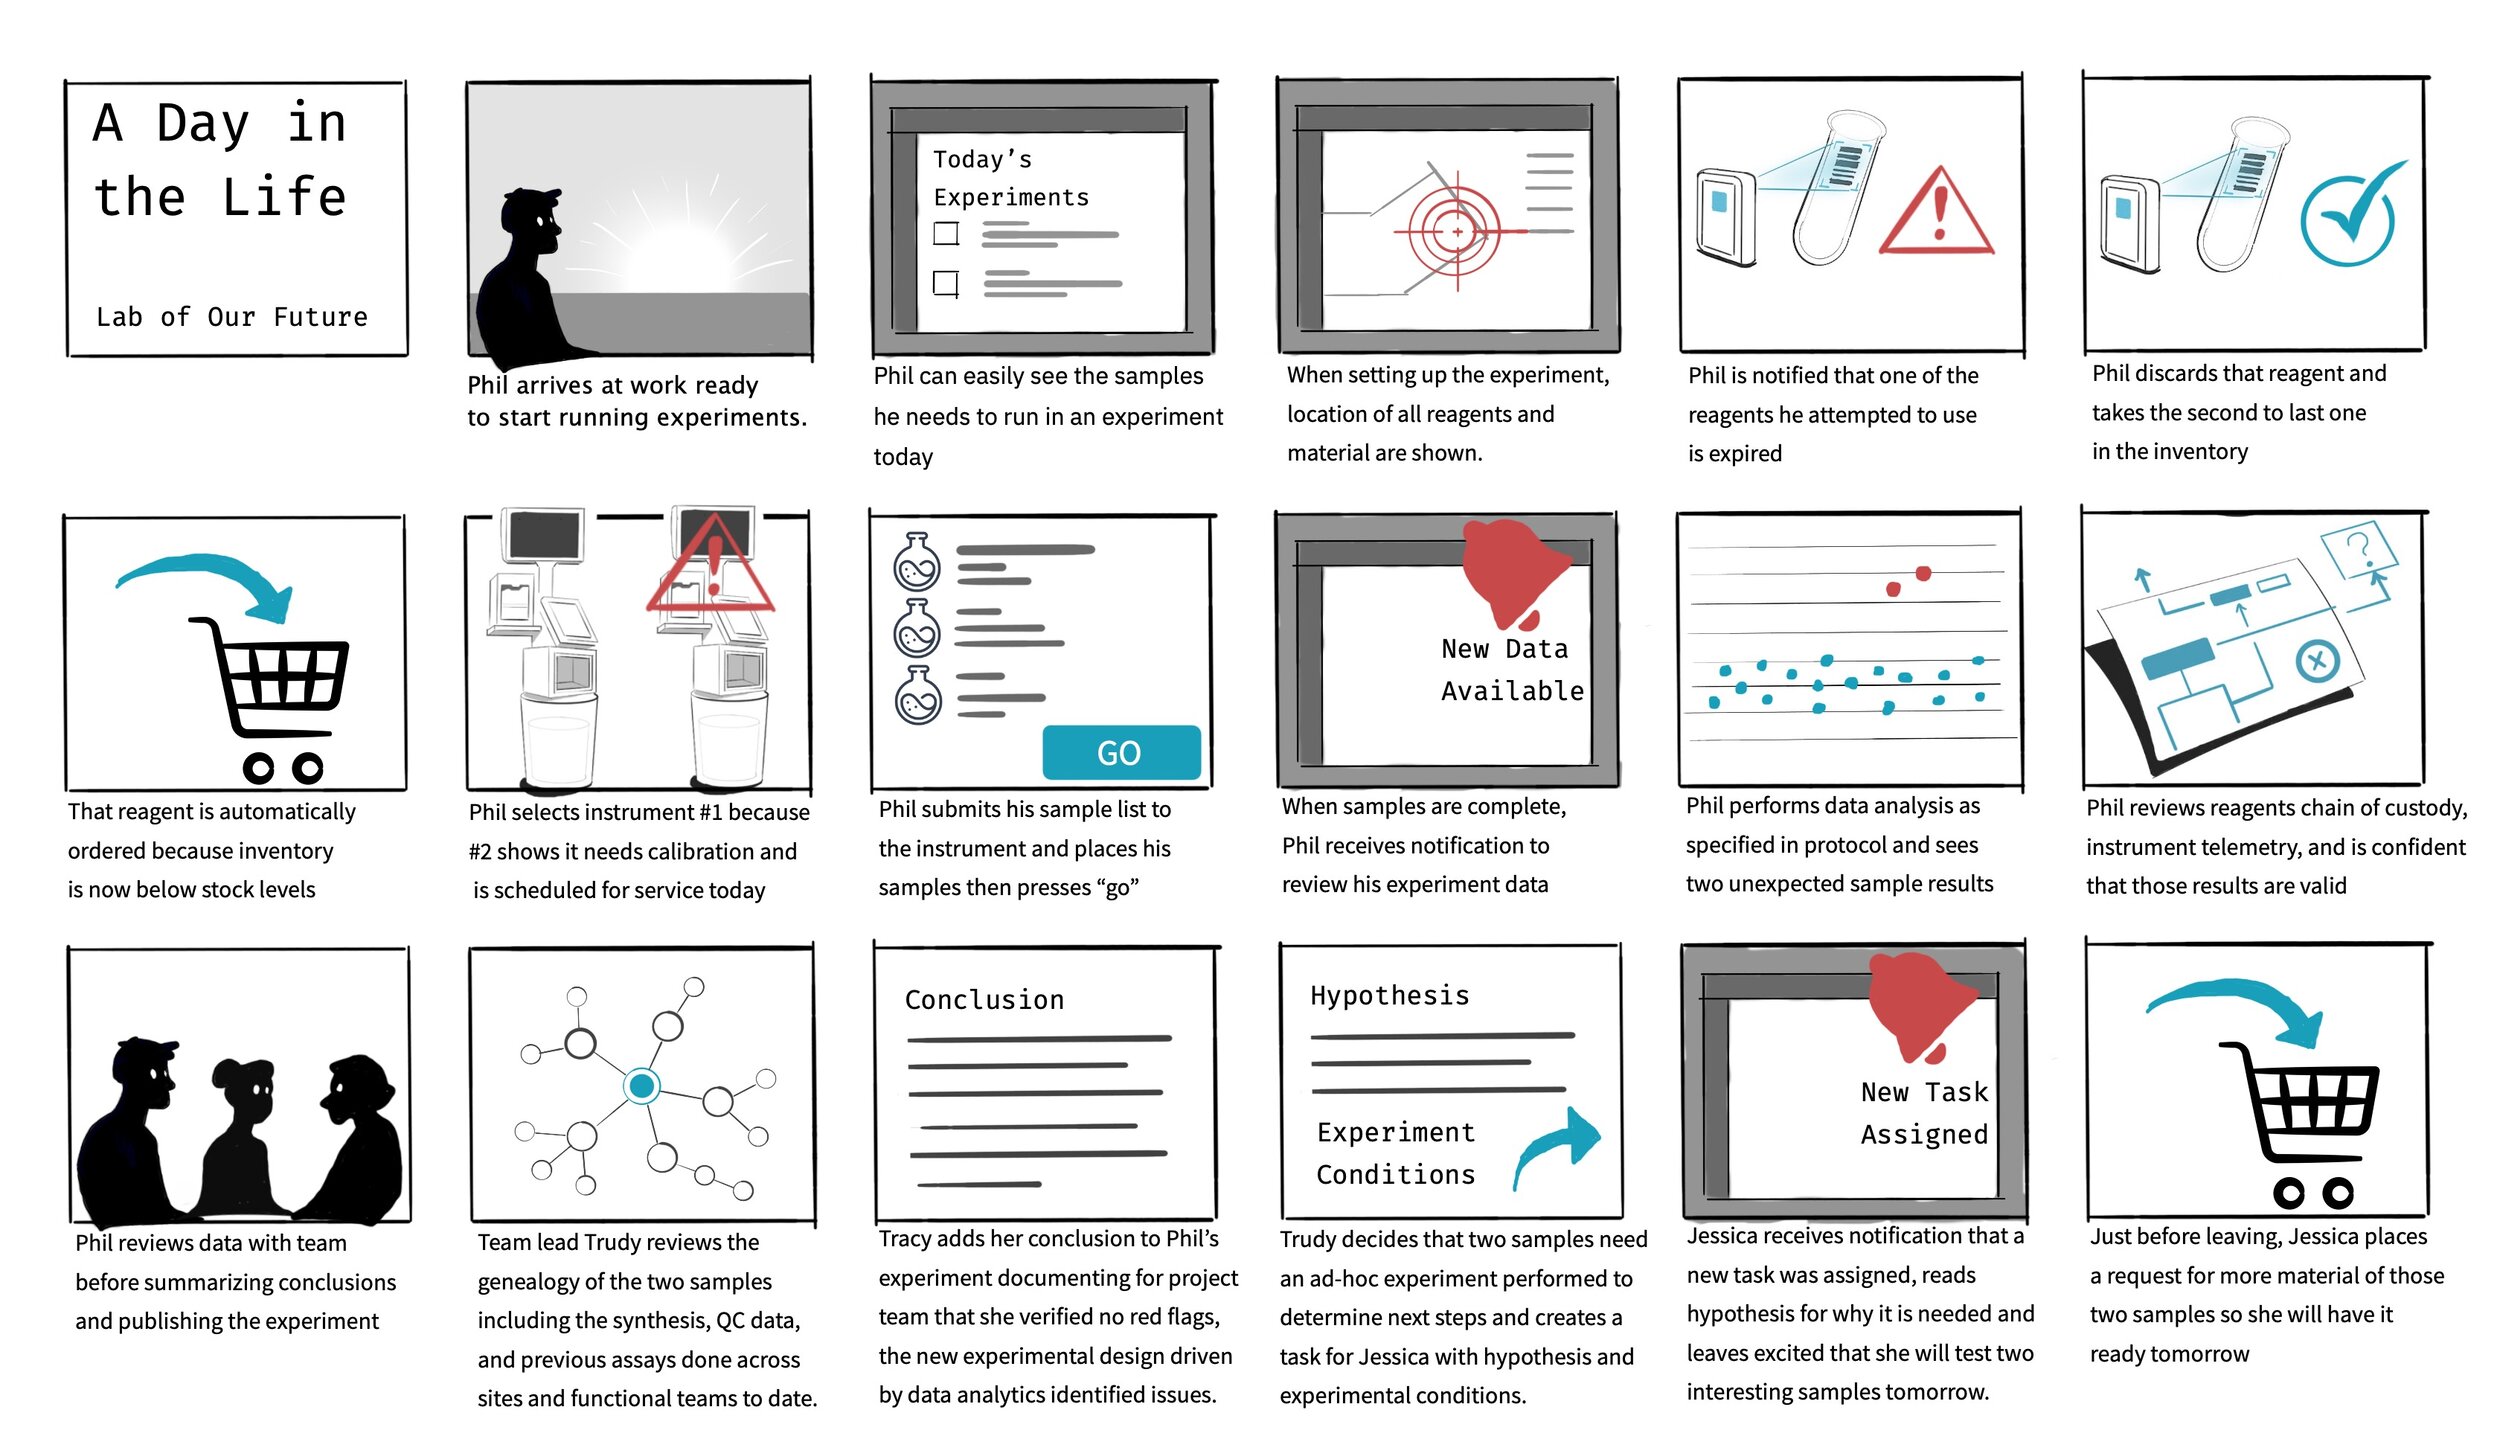 A Day in
the Life
Lab of Our Future
Phil arrives at work ready
to start running experiments.
Today's
Experiments
Phil can easily see the samples
he needs to run in an experiment
today
When setting up the experiment,
location of all reagents and
material are shown.
Phil is notified that one of the
reagents he attempted to use
is expired
Phil discards that reagent and
takes the second to last one
in the inventory
That reagent is automatically
ordered because inventory
is now below stock levels
Phil selects instrument #1 because
#2 shows it needs calibration and
is scheduled for service today
GO
Phil submits his sample list to
the instrument and places his
samples then presses “go”
New Data
Available
When samples are complete,
Phil receives notification to
review his experiment data
Phil performs data analysis as
specified in protocol and sees
two unexpected sample results
?
Phil reviews reagents chain of custody,
instrument telemetry, and is confident
that those results are valid
Phil reviews data with team
before summarizing conclusions
and publishing the experiment
Team lead Trudy reviews the
genealogy of the two samples
including the synthesis, QC data,
and previous assays done across
sites and functional teams to date.
Conclusion
Tracy adds her conclusion to Phil’s
experiment documenting for project
team that she verified no red flags,
the new experimental design driven
by data analytics identified issues.
Hypothesis
Experiment
Conditions
Trudy decides that two samples need
an ad-hoc experiment performed to
determine next steps and creates a
task for Jessica with hypothesis and
experimental conditions.
New Task
Assigned
Jessica receives notification that a
new task was assigned, reads
hypothesis for why it is needed and
leaves excited that she will test two
interesting samples tomorrow.
Just before leaving, Jessica places
a request for more material of those
two samples so she will have it
ready tomorrow